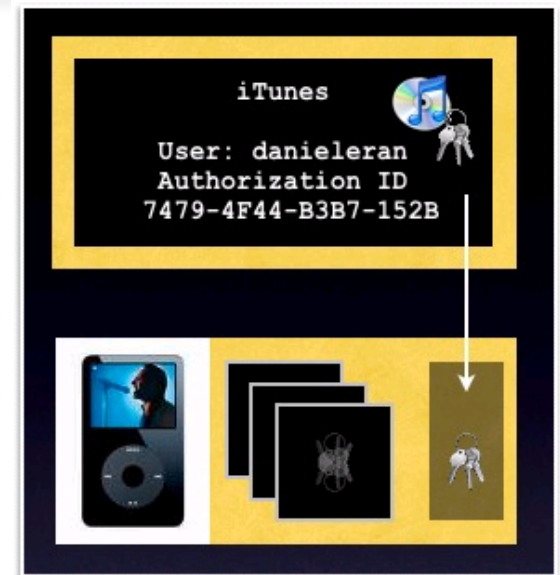 iTunes
User: danieleran
Authorization ID
7479-4F44-B3B7-152B